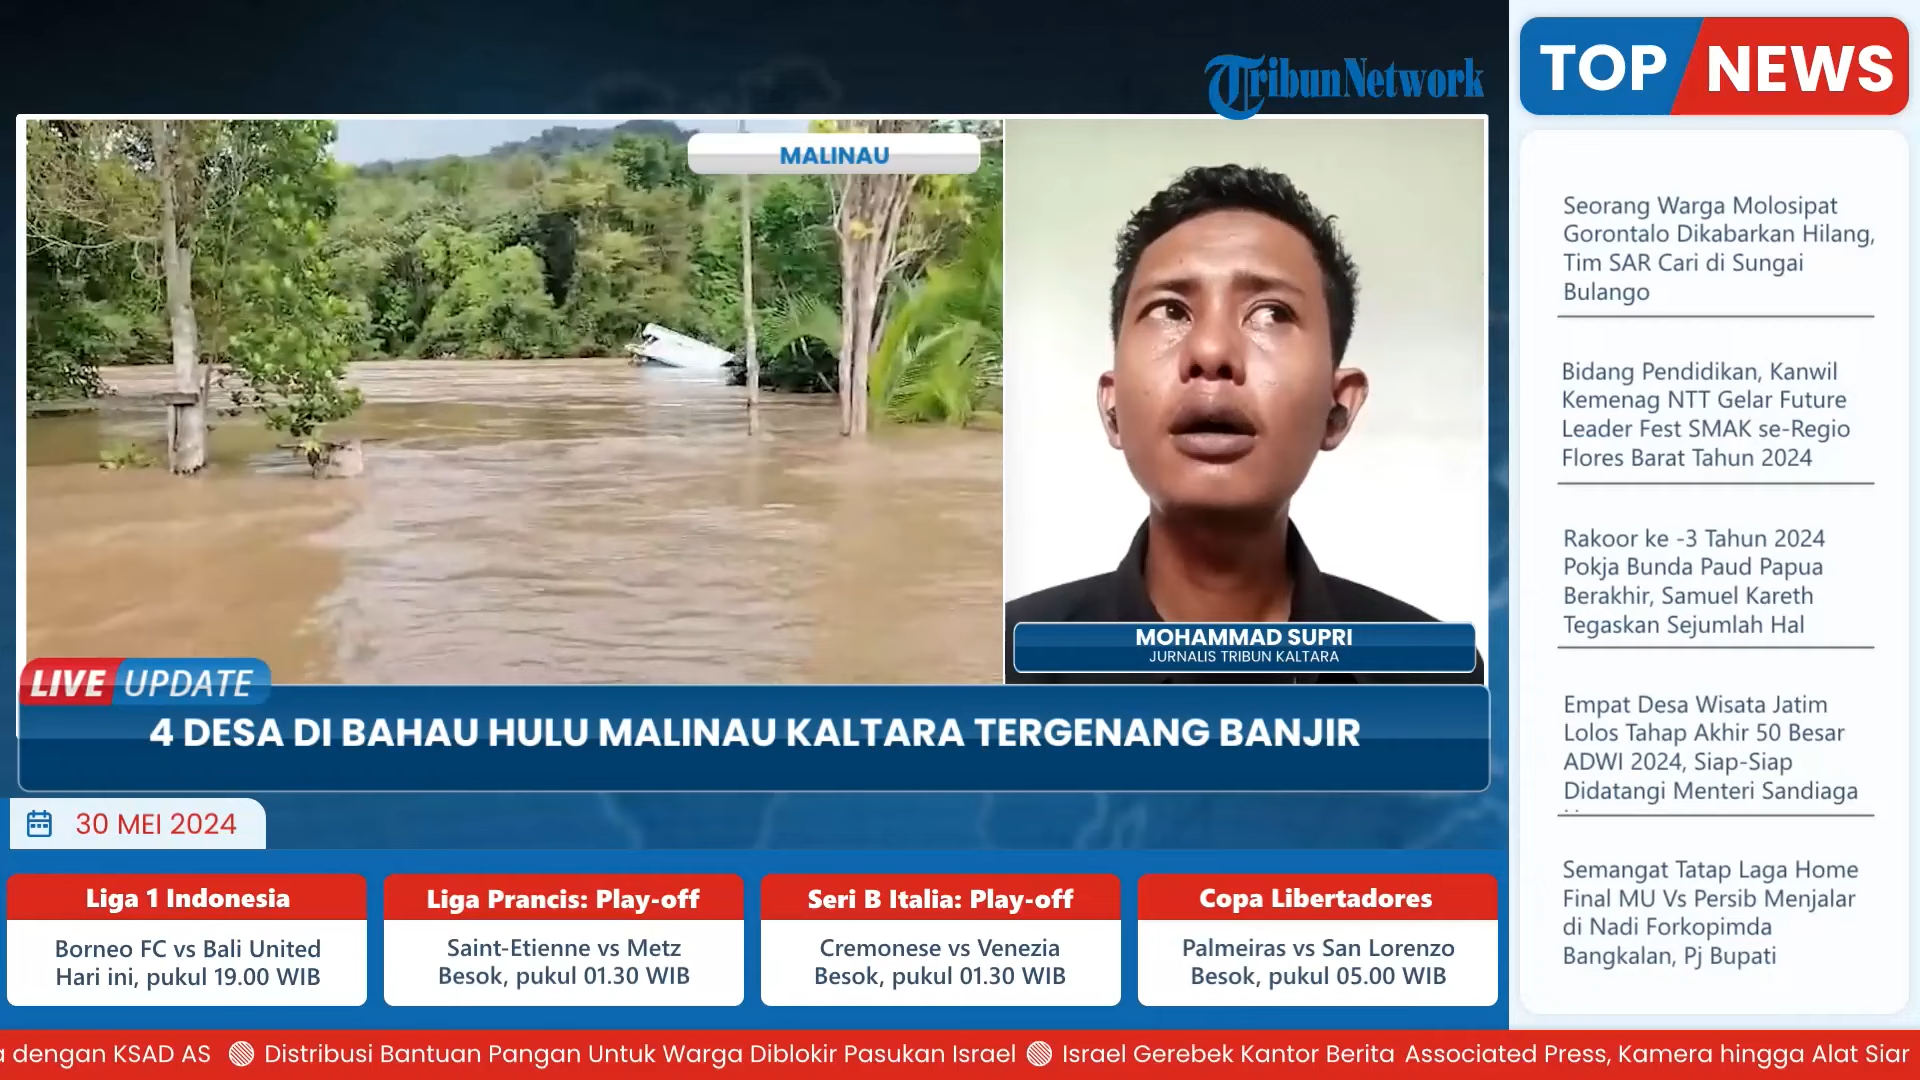 TribunNetwork
TOP NEWS
MALINAU
MOHAMMAD SUPRI
JURNALIS TRIBUN KALTARA
LIVE UPDATE
4 DESA DI BAHAU HULU MALINAU KALTARA TERGENANG BANJIR
30 MEI 2024
Liga 1 Indonesia
Borneo FC vs Bali United
Hari ini, pukul 19.00 WIB
Liga Prancis: Play-off
Saint-Etienne vs Metz
Besok, pukul 01.30 WIB
Seri B Italia: Play-off
Cremonese vs Venezia
Besok, pukul 01.30 WIB
Copa Libertadores
Palmeiras vs San Lorenzo
Besok, pukul 05.00 WIB
Seorang Warga Molosipat
Gorontalo Dikabarkan Hilang,
Tim SAR Cari di Sungai
Bulango
Bidang Pendidikan, Kanwil
Kemenag NTT Gelar Future
Leader Fest SMAK se-Regio
Flores Barat Tahun 2024
Rakoor ke -3 Tahun 2024
Pokja Bunda Paud Papua
Berakhir, Samuel Kareth
Tegaskan Sejumlah Hal
Empat Desa Wisata Jatim
Lolos Tahap Akhir 50 Besar
ADWI 2024, Siap-Siap
Didatangi Menteri Sandiaga
Semangat Tatap Laga Home
Final MU Vs Persib Menjalar
di Nadi Forkopimda
Bangkalan, Pj Bupati
a dengan KSAD AS Distribusi Bantuan Pangan Untuk Warga Diblokir Pasukan Israel Israel Gerebek Kantor Berita Associated Press, Kamera hingga Alat Siar